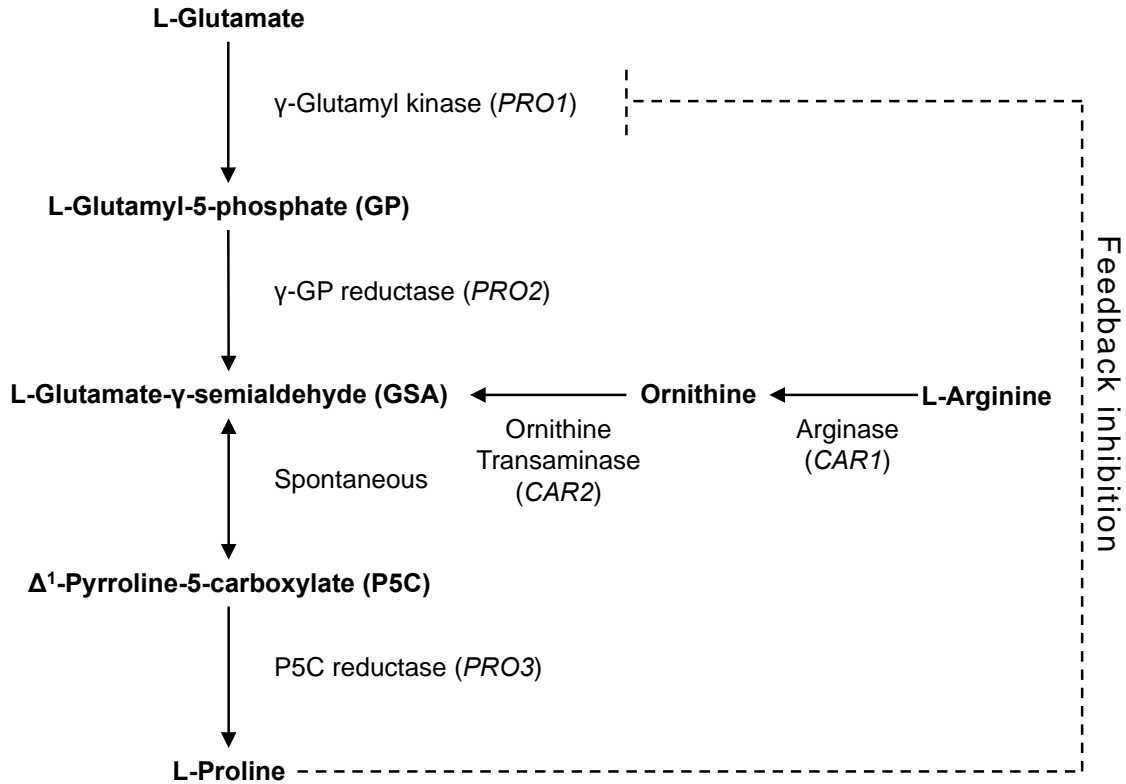 L-Glutamate
γ-Glutamyl kinase (PRO1)
L-Glutamyl-5-phosphate (GP)
γ-GP reductase (PRO2)
L-Glutamate-γ-semialdehyde (GSA)
Ornithine
L-Arginine
Ornithine
Transaminase
(CAR2)
Arginase
(CAR1)
Spontaneous
Δ¹-Pyrroline-5-carboxylate (P5C)
P5C reductase (PRO3)
L-Proline
Feedback inhibition